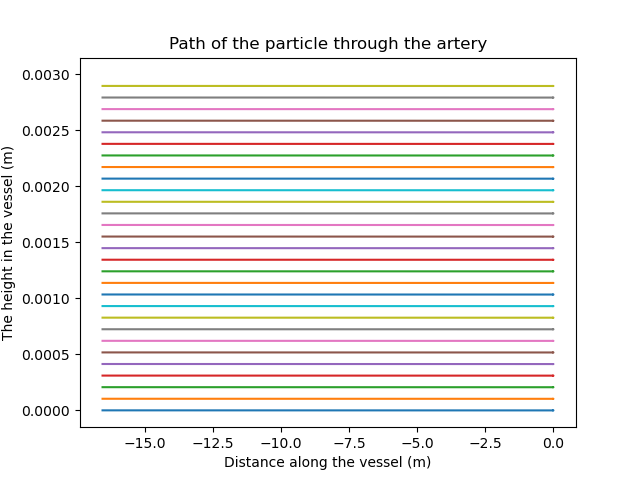 Path of the particle through the artery
0.0030
0.0025
0.0020
0.0015
0.0010
0.0005
0.0000
The height in the vessel (m)
−15.0 −12.5 −10.0 −7.5 −5.0 −2.5 0.0
Distance along the vessel (m)